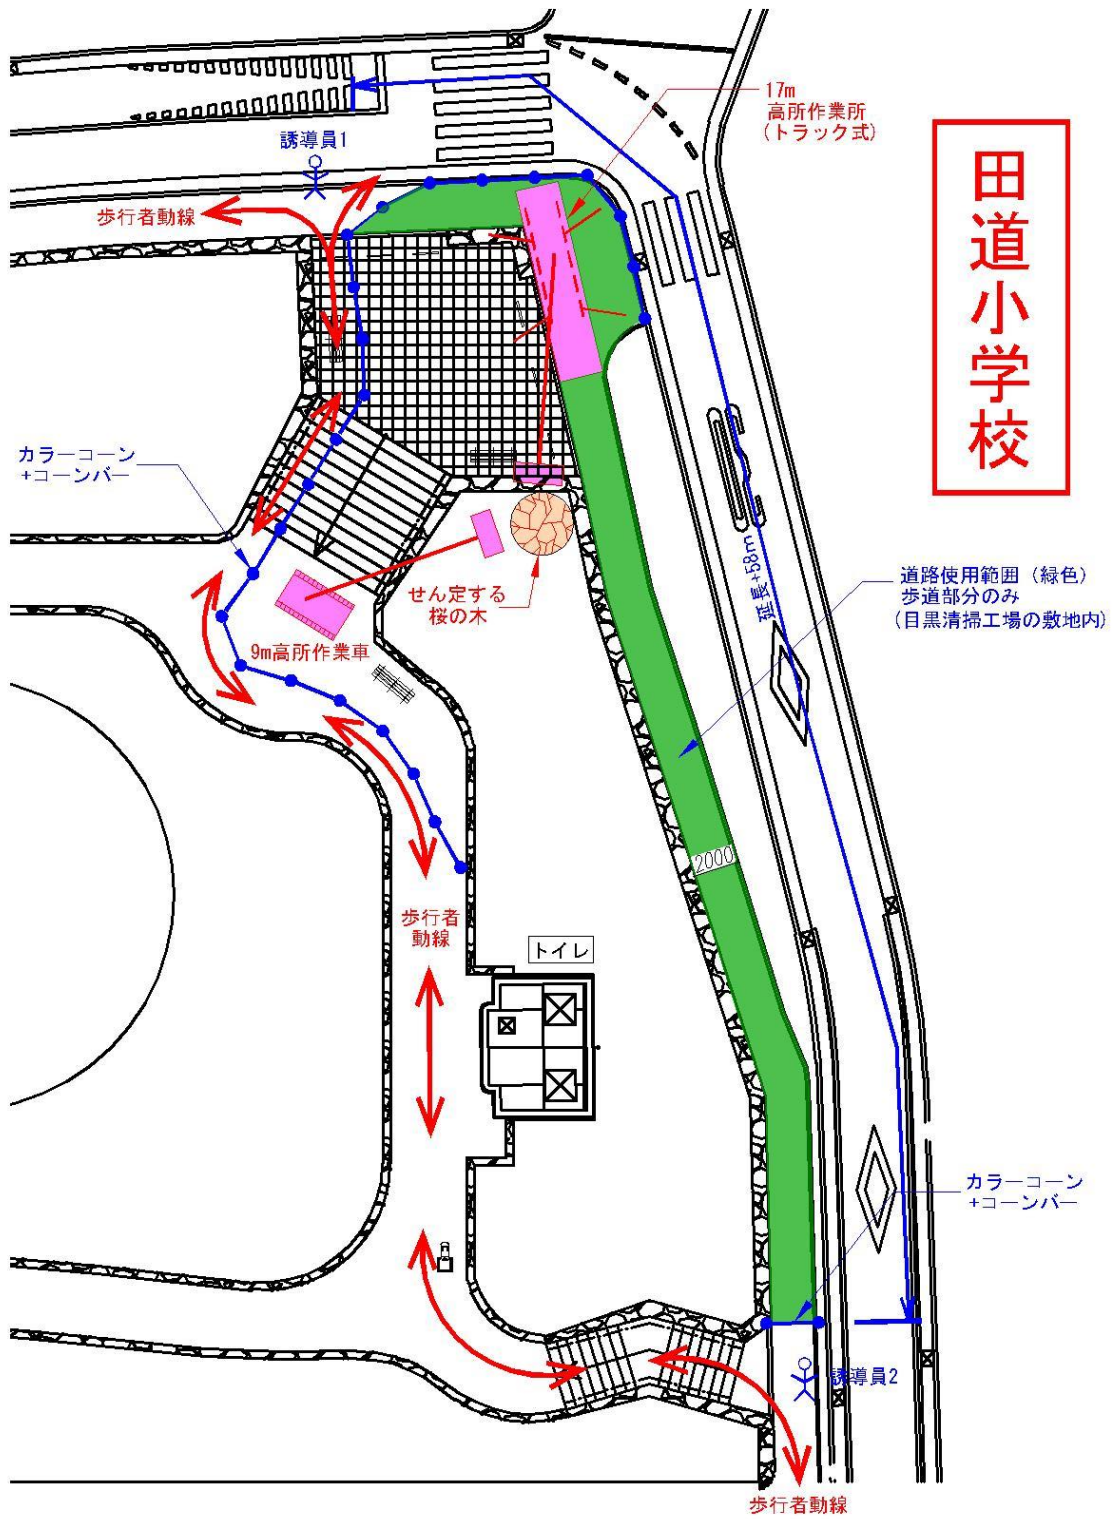 17m
高所作業所
(トラック式)
誘導員1
歩行者動線
田道小学校
カラーコーン
+コーンバー
延長+58m
道路使用範囲（緑色）
歩道部分のみ
(目黒清掃工場の敷地内)
せん定する
桜の木
9m高所作業車
2000
歩行者
動線
トイレ
カラーコーン
+コーンバー
誘導員2
歩行者動線